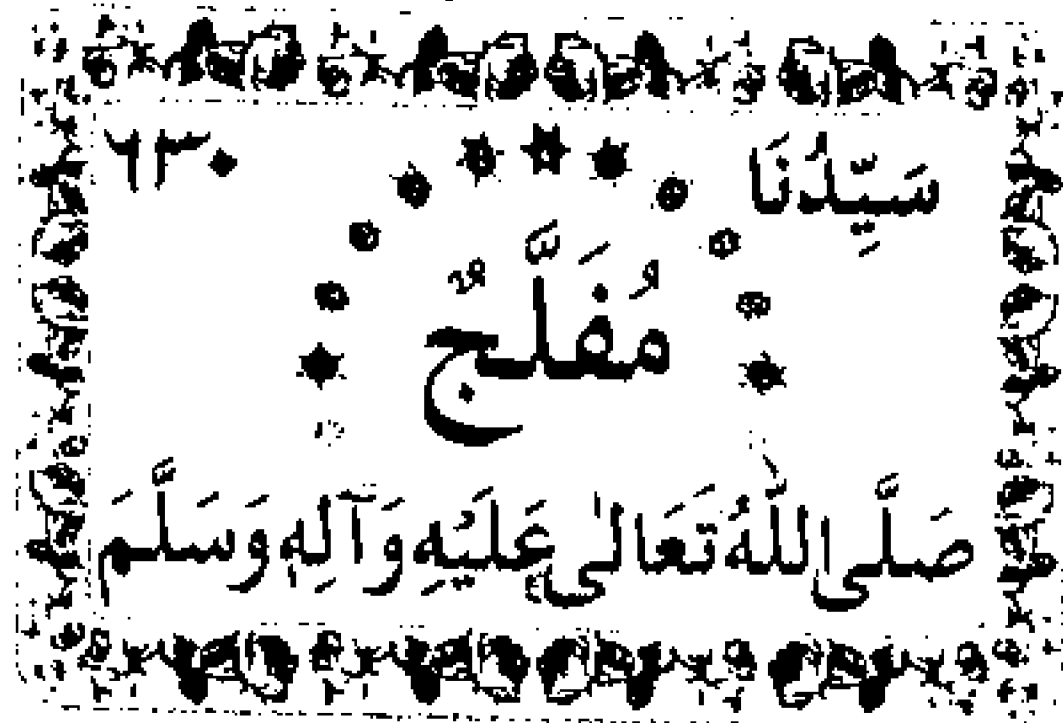 سَيِّدُنَا ٦٣٠
مُفَلَّجٌ
صَلَّى اللّٰهُ تَعَالٰى عَلَيْهِ وَآلِهٖ وَسَلَّمَ